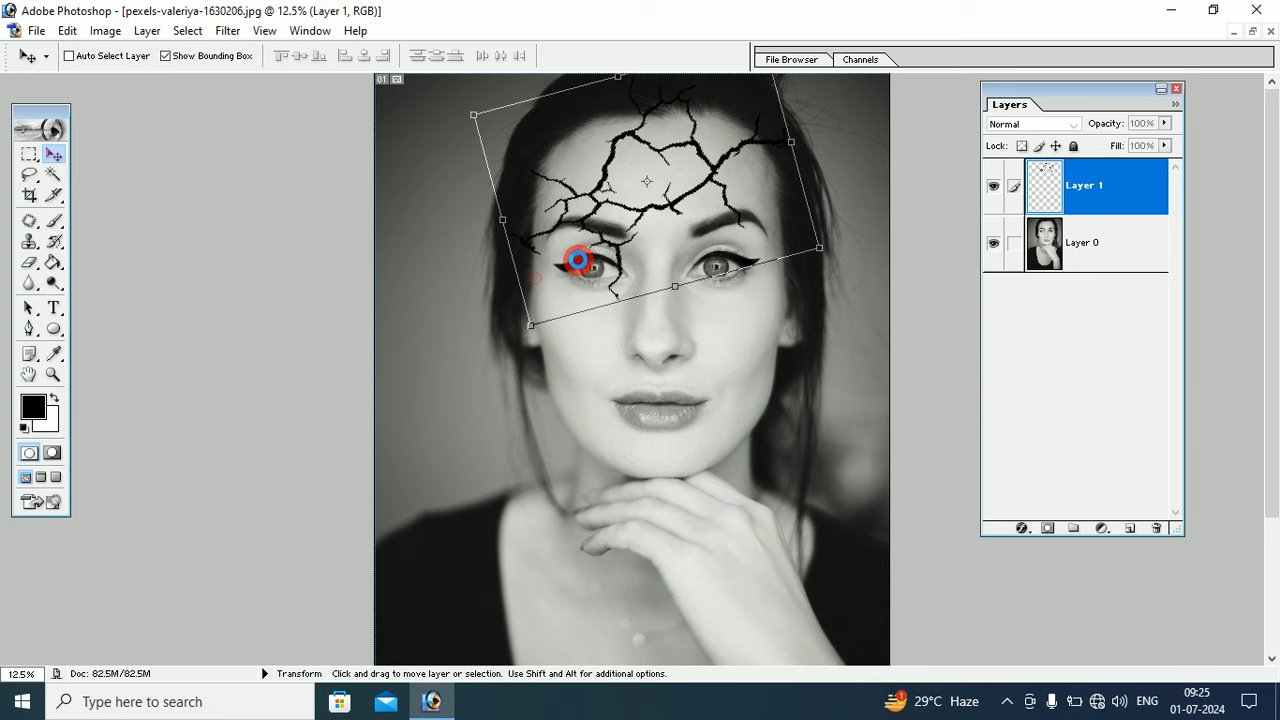 Adobe Photoshop - [pexels-valeriya-1630206.jpg @ 12.5% (Layer 1, RGB)]
File Edit Image Layer Select Filter View Window Help
Auto Select Layer Show Bounding Box File Browser Channels
01
Layers
Normal Opacity: 100%
Lock: Fill: 100%
Layer 1
Layer 0
12.5% Doc: 82.5M/82.5M Transform Click and drag to move layer or selection. Use Shift and Alt for additional options.
Type here to search 1 29°C Haze ENG 09:25
01-07-2024